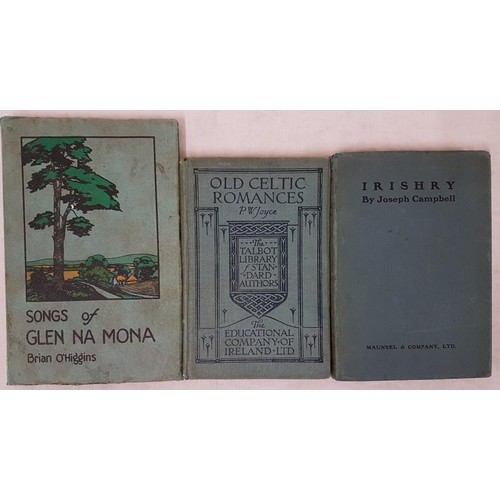 SONGS of
GLEN NA MONA
Brian O'Higgins
OLD CELTIC
ROMANCES
P. W. Joyce
The
TALBOT
LIBRARY
of STAN-
DARD
AUTHORS
The
EDUCATIONAL
COMPANY·OF
IRELAND·LTD
IRISHRY
By Joseph Campbell
MAUNSEL & COMPANY, LTD.